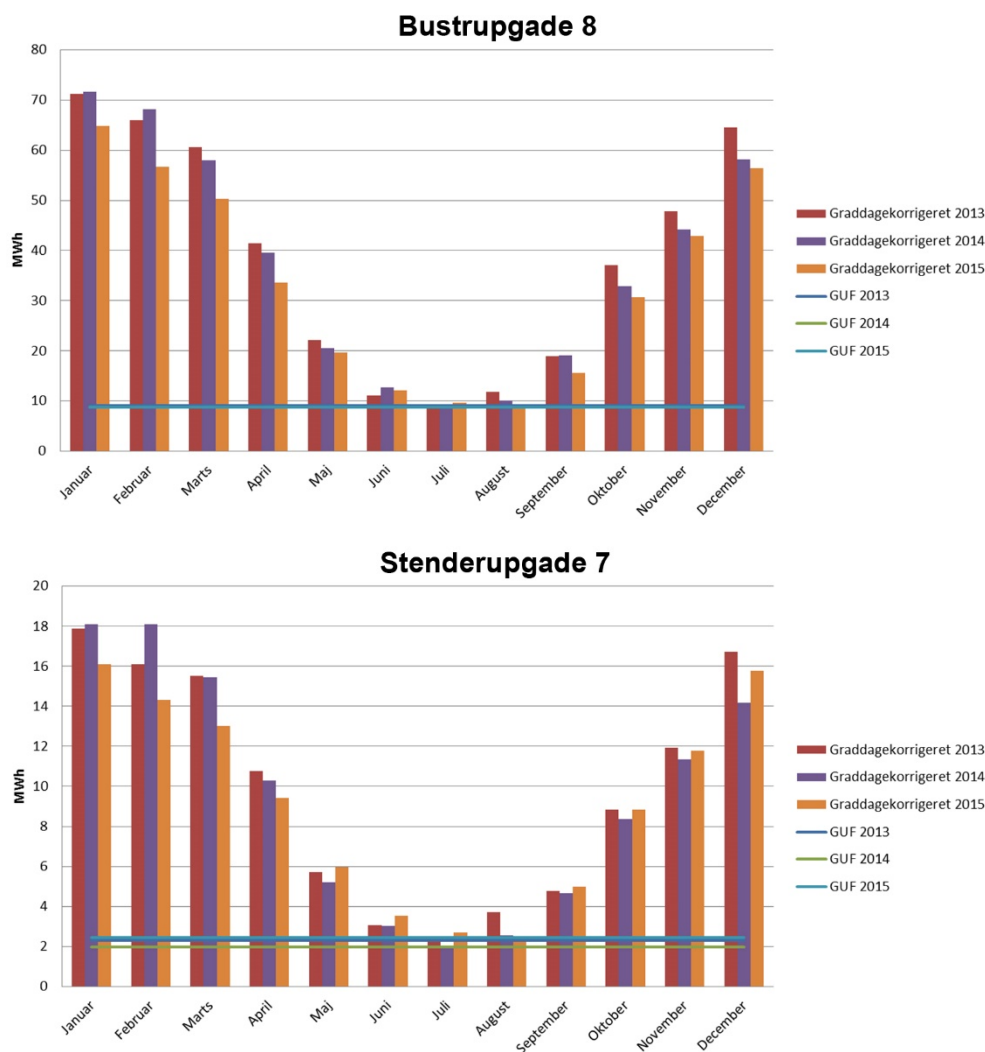 Bustrupgade 8
80
70
60
50
40
30
20
10
0
MWh
Januar
Februar
Marts
April
Maj
Juni
Juli
August
September
Oktober
November
December
Graddagekorrigeret 2013
Graddagekorrigeret 2014
Graddagekorrigeret 2015
GUF 2013
GUF 2014
GUF 2015
Stenderupgade 7
20
18
16
14
12
10
8
6
4
2
0
MWh
Januar
Februar
Marts
April
Maj
Juni
Juli
August
September
Oktober
November
December
Graddagekorrigeret 2013
Graddagekorrigeret 2014
Graddagekorrigeret 2015
GUF 2013
GUF 2014
GUF 2015